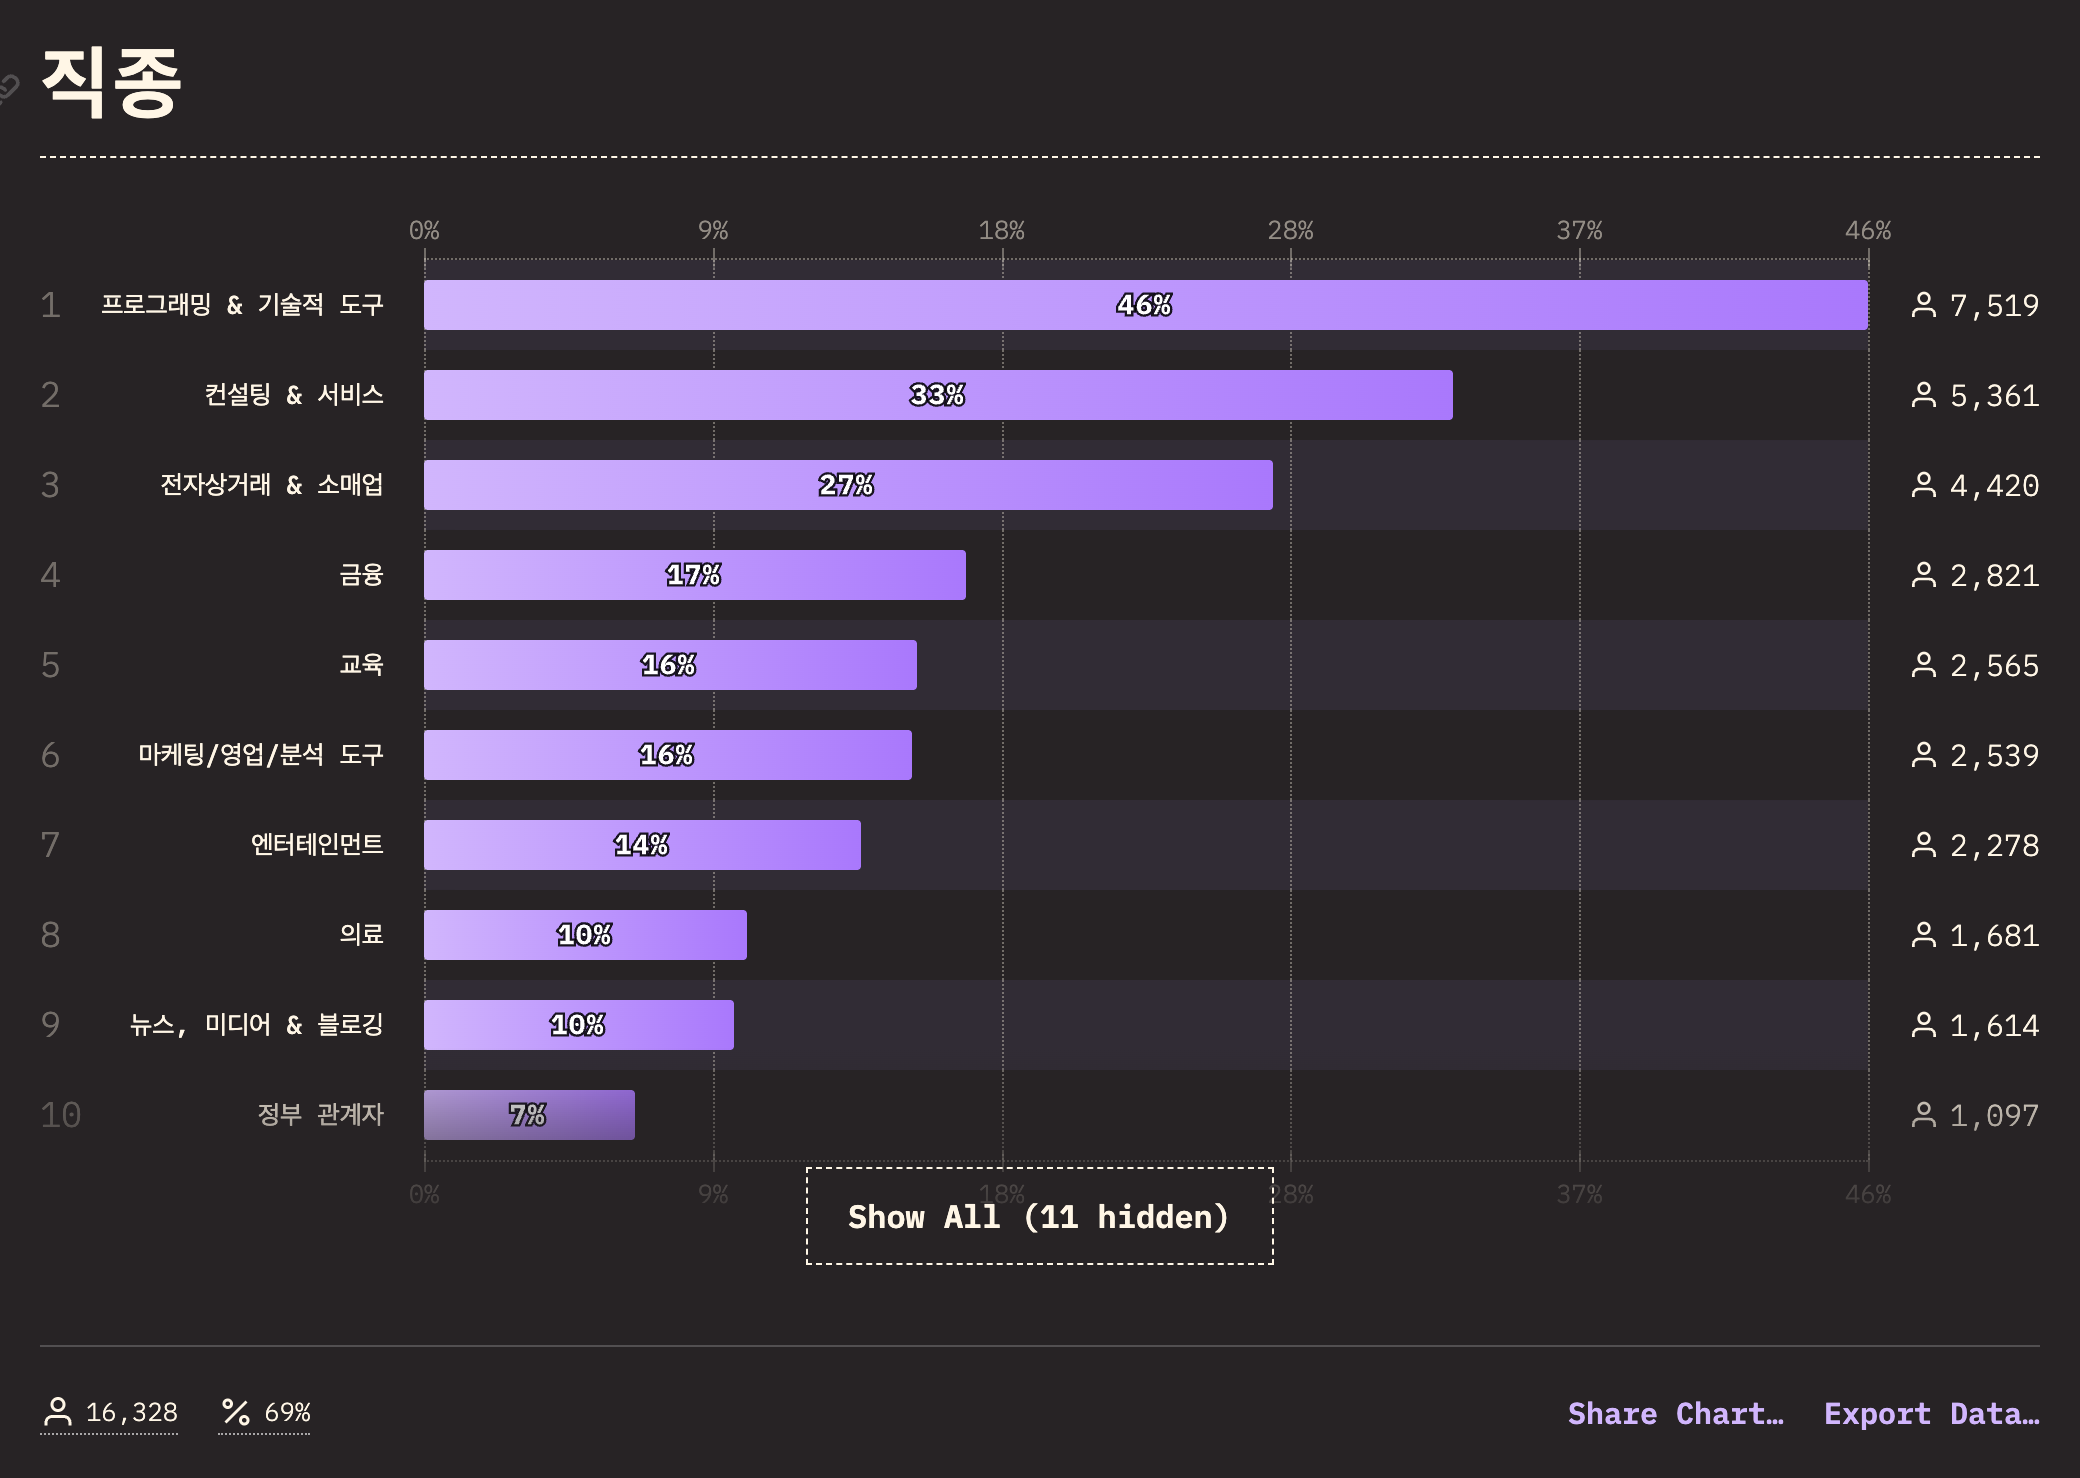 직종
0% 9% 18% 28% 37% 46%
1 프로그래밍 & 기술적 도구 46% 7,519
2 컨설팅 & 서비스 33% 5,361
3 전자상거래 & 소매업 27% 4,420
4 금융 17% 2,821
5 교육 16% 2,565
6 마케팅/영업/분석 도구 16% 2,539
7 엔터테인먼트 14% 2,278
8 의료 10% 1,681
9 뉴스, 미디어 & 블로깅 10% 1,614
10 정부 관계자 7% 1,097
0% 9% 18% 28% 37% 46%
Show All (11 hidden)
16,328 69% Share Chart… Export Data…